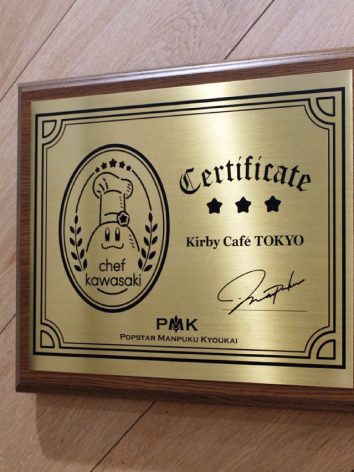 Certificate
Kirby Café TOKYO
chef
kawasaki
PMK
POPSTAR MANPUKU KYOUKAI